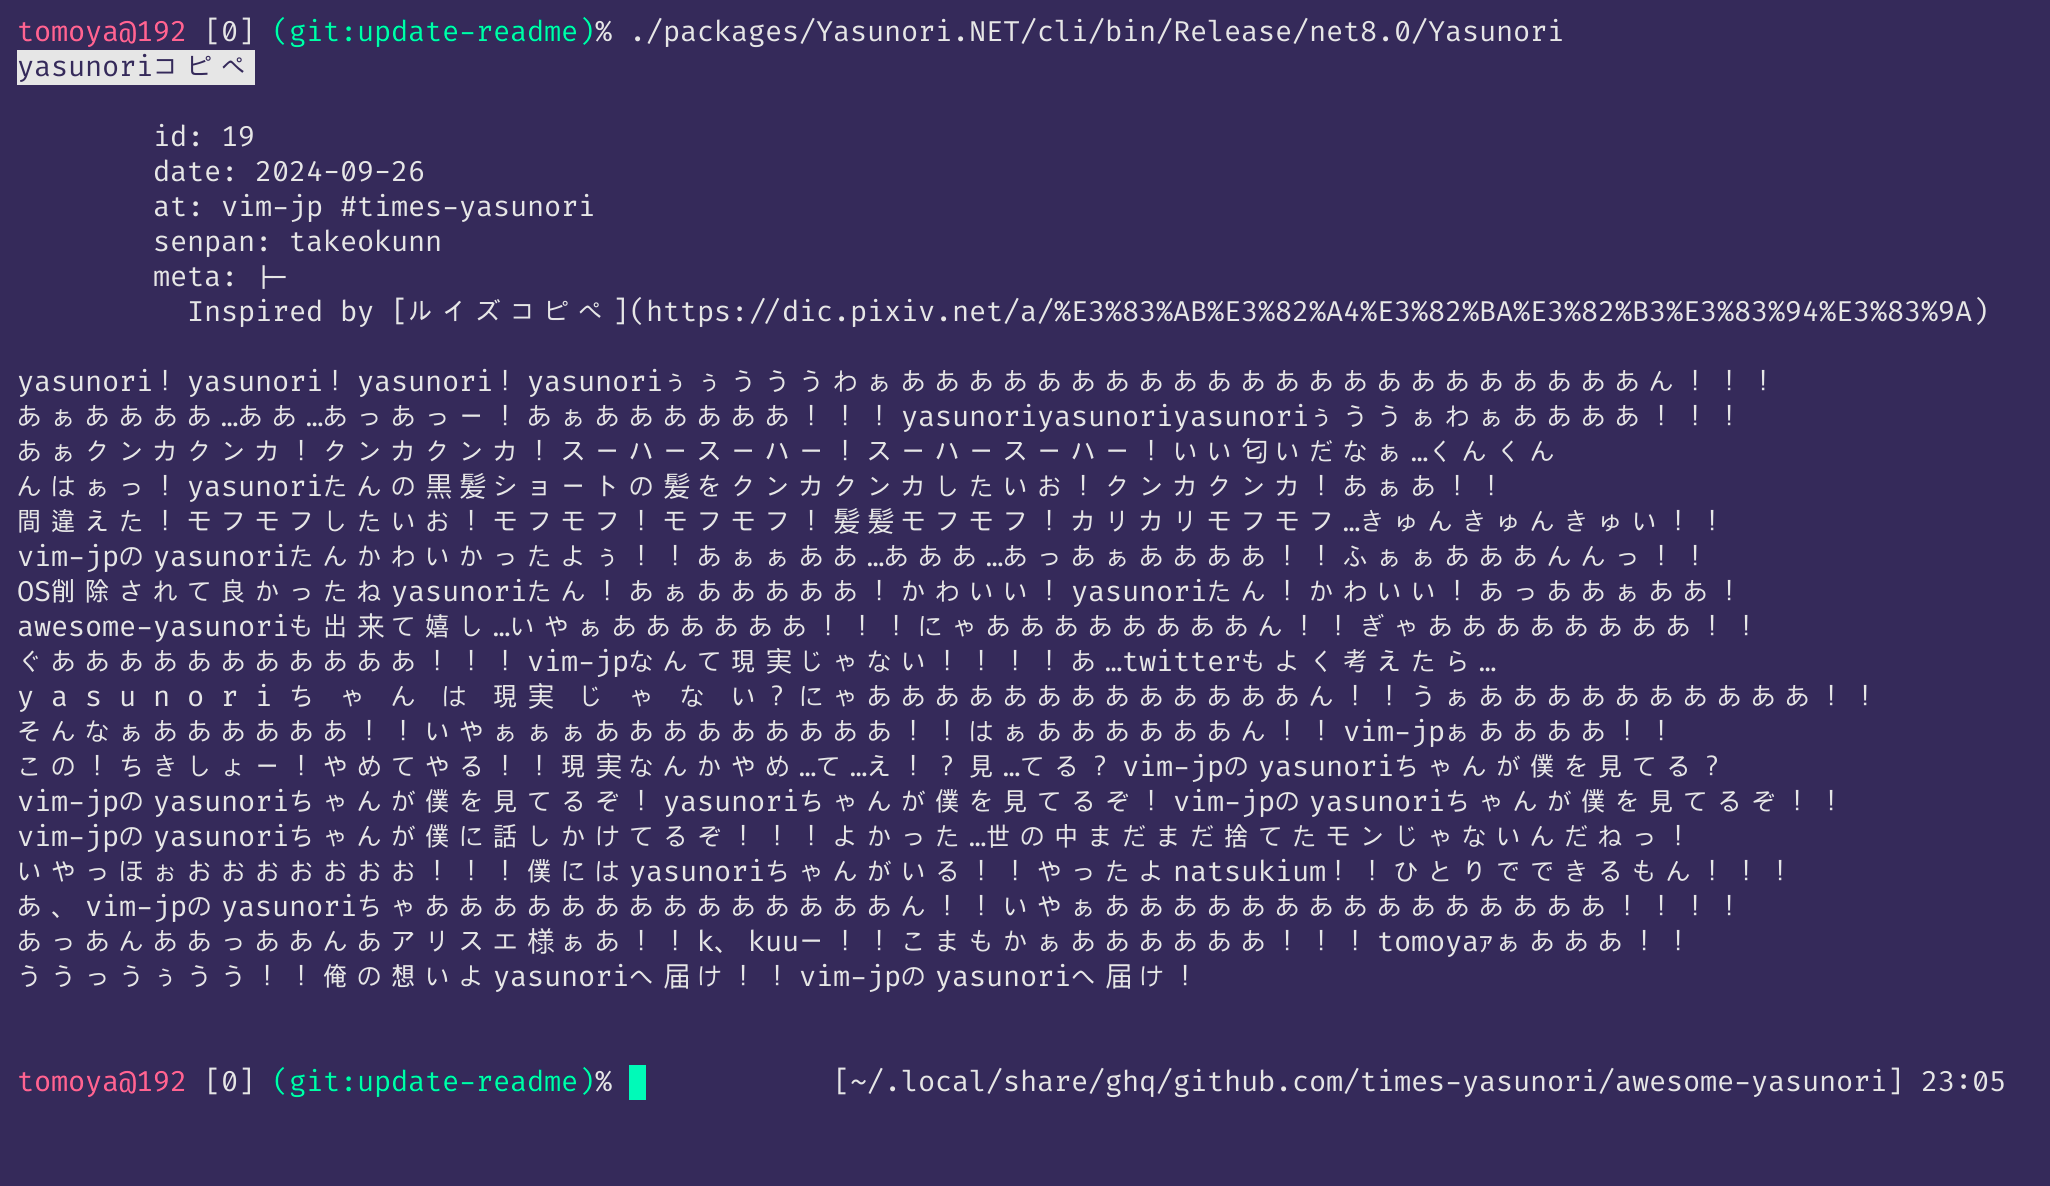 tomoya@192 [0] (git:update-readme)% ./packages/Yasunori.NET/cli/bin/Release/net8.0/Yasunori
yasunoriコピペ
id: 19
date: 2024-09-26
at: vim-jp #times-yasunori
senpan: takeokunn
meta: |-
Inspired by [ルイズコピペ](https://dic.pixiv.net/a/%E3%83%AB%E3%82%A4%E3%82%BA%E3%82%B3%E3%83%94%E3%83%9A)
yasunori！yasunori！yasunori！yasunoriぅぅうううわぁああああああああああああああああああああああん！！！
あぁああああ…ああ…あっあっー！あぁああああああ！！！yasunoriyasunoriyasunoriぅううぁわぁああああ！！！
あぁクンカクンカ！クンカクンカ！スーハースーハー！スーハースーハー！いい匂いだなぁ…くんくん
んはぁっ！yasunoriたんの黒髪ショートの髪をクンカクンカしたいお！クンカクンカ！あぁあ！！
間違えた！モフモフしたいお！モフモフ！モフモフ！髪髪モフモフ！カリカリモフモフ…きゅんきゅんきゅい！！
vim-jpのyasunoriたんかわいかったよぅ！！あぁぁああ…あああ…あっあぁああああ！！ふぁぁあああんんっ！！
OS削除されて良かったねyasunoriたん！あぁあああああ！かわいい！yasunoriたん！かわいい！あっああぁああ！
awesome-yasunoriも出来て嬉し…いやぁああああああ！！！にゃああああああああん！！ぎゃああああああああ！！
ぐあああああああああああ！！！vim-jpなんて現実じゃない！！！！あ…twitterもよく考えたら…
y a s u n o r i ち ゃ ん は 現実 じ ゃ な い？にゃあああああああああああああん！！うぁああああああああああ！！
そんなぁああああああ！！いやぁぁぁあああああああああ！！はぁああああああん！！vim-jpぁああああ！！
この！ちきしょー！やめてやる！！現実なんかやめ…て…え！？見…てる？vim-jpのyasunoriちゃんが僕を見てる？
vim-jpのyasunoriちゃんが僕を見てるぞ！yasunoriちゃんが僕を見てるぞ！vim-jpのyasunoriちゃんが僕を見てるぞ！！
vim-jpのyasunoriちゃんが僕に話しかけてるぞ！！！よかった…世の中まだまだ捨てたモンじゃないんだねっ！
いやっほぉおおおおおおお！！！僕にはyasunoriちゃんがいる！！やったよnatsukium！！ひとりでできるもん！！！
あ、vim-jpのyasunoriちゃああああああああああああああん！！いやぁあああああああああああああああ！！！！
あっあんああっああんあアリスエ様ぁあ！！k、kuuー！！こまもかぁああああああ！！！tomoyaｧぁあああ！！
ううっうぅうう！！俺の想いよyasunoriへ届け！！vim-jpのyasunoriへ届け！
tomoya@192 [0] (git:update-readme)% [~/.local/share/ghq/github.com/times-yasunori/awesome-yasunori] 23:05